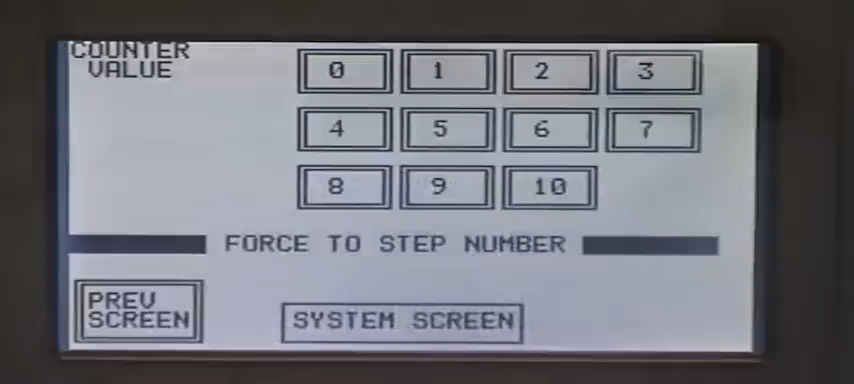 COUNTER
VALUE
0 1 2 3
4 5 6 7
8 9 10
FORCE TO STEP NUMBER
PREV
SCREEN
SYSTEM SCREEN